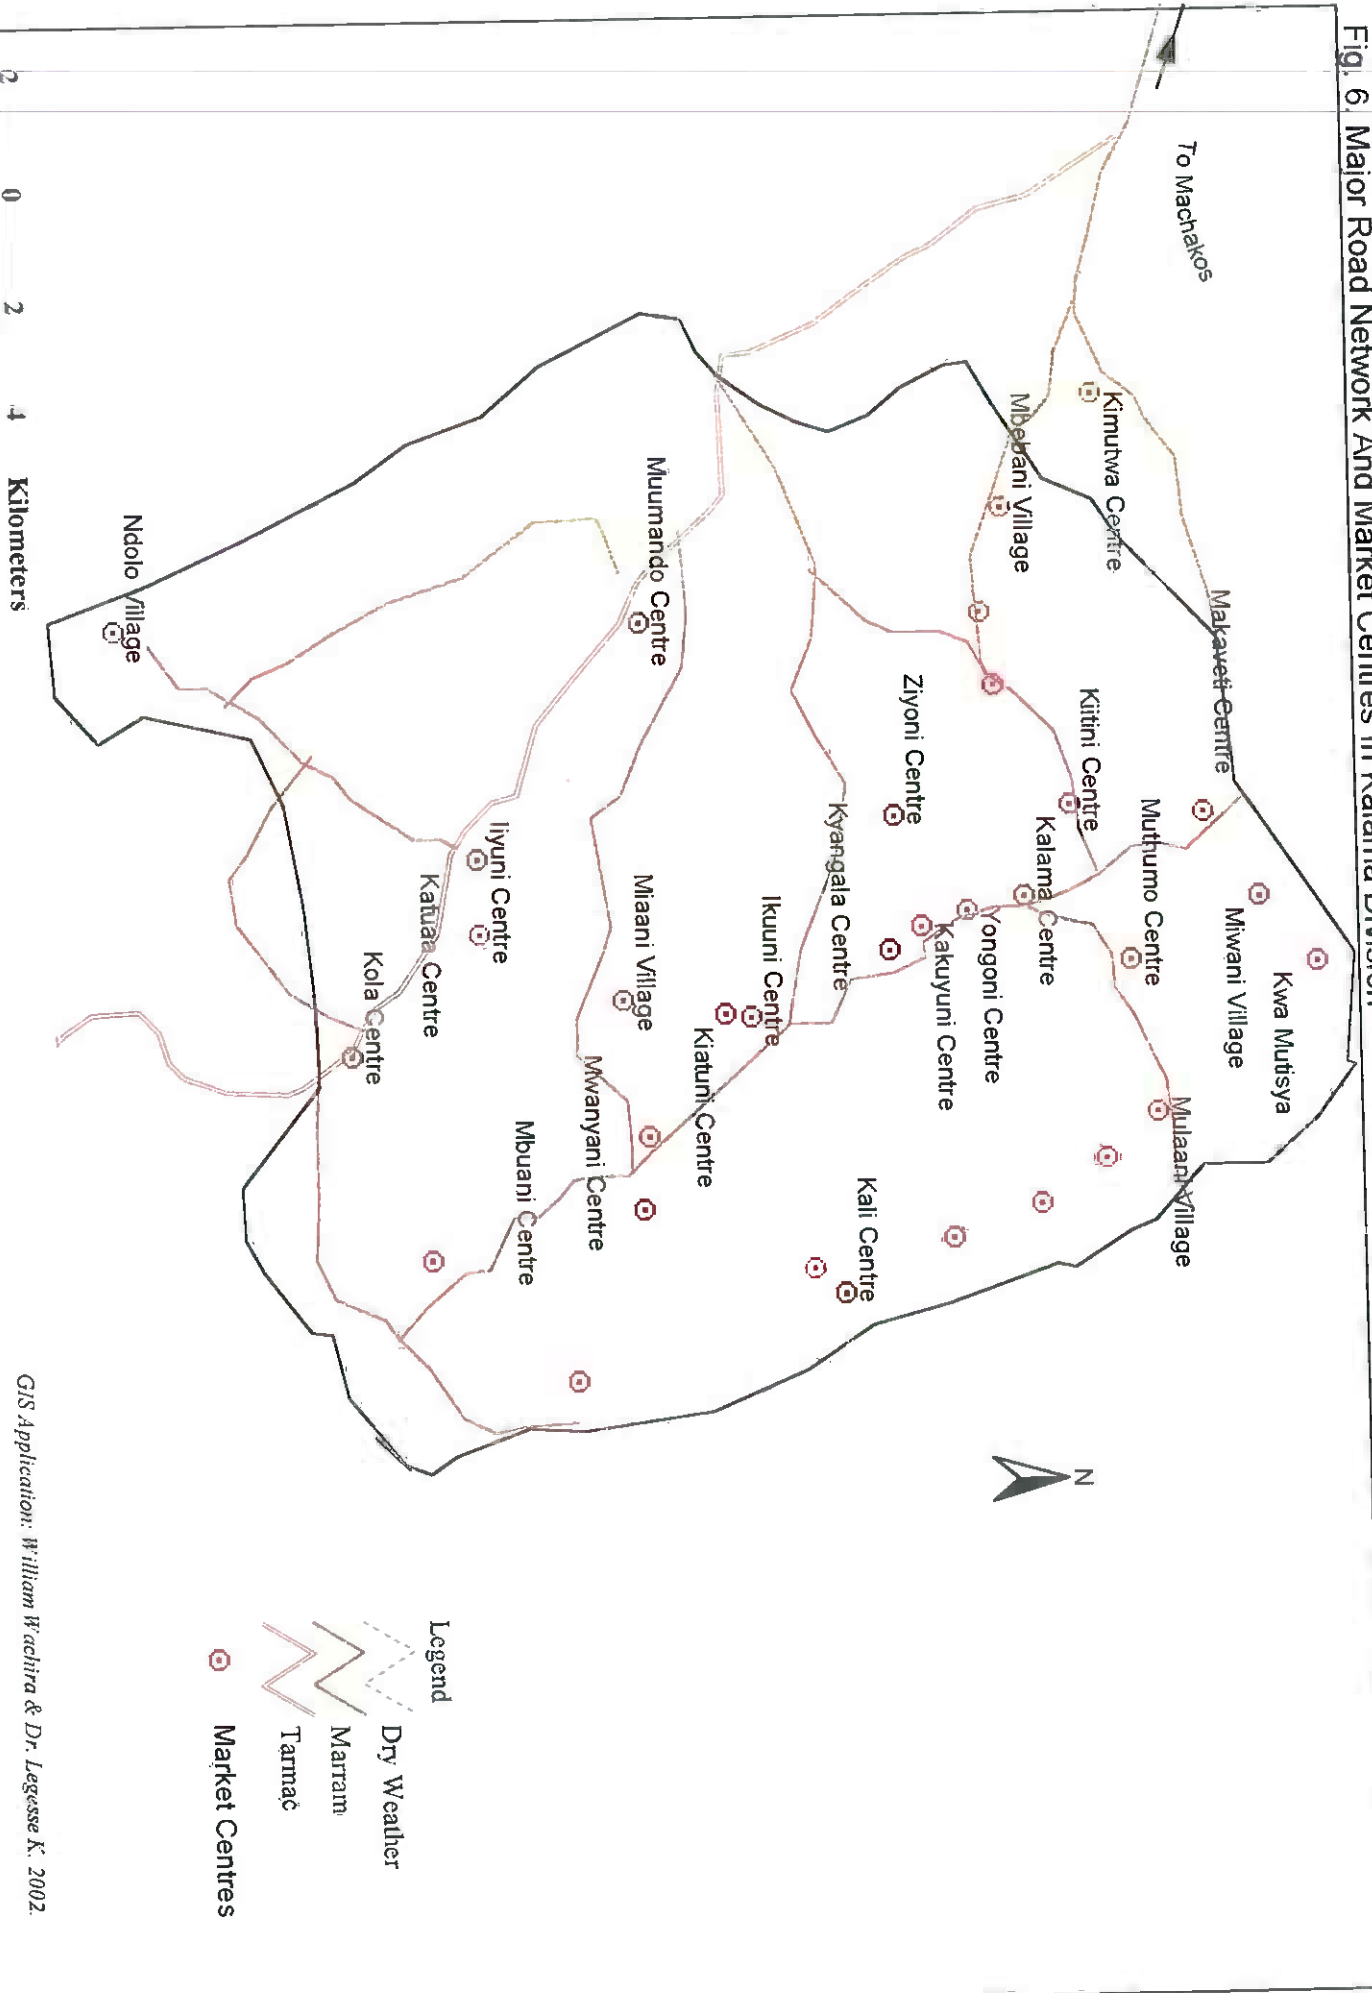 Fig. 6. Major Road Network And Market Centres in Kalama Division
To Machakos
Kwa Mutisya
Miwani Village
Makaveti Centre
Mulaani Village
Muthumo Centre
Kimutwa Centre
Kiitini Centre
Kalama Centre
Mbebani Village
Yongoni Centre
Kakuyuni Centre
Ziyoni Centre
Kali Centre
Kyangala Centre
Ikuuni Centre
Kiatuni Centre
Muumando Centre
Miaani Village
Mwanyani Centre
Mbuani Centre
Iiyuni Centre
Katuaa Centre
Kola Centre
Ndolo Village
N
Legend
Dry Weather
Marram
Tarmac
Market Centres
2 0 2 4 Kilometers
GIS Application: William Wachira & Dr. Legesse K. 2002.